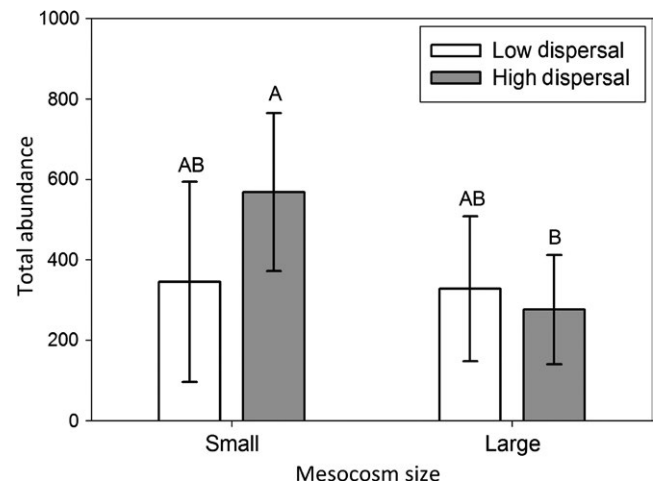 1000
800
600
400
200
0
Total abundance
Low dispersal
High dispersal
AB
A
AB
B
Small
Large
Mesocosm size